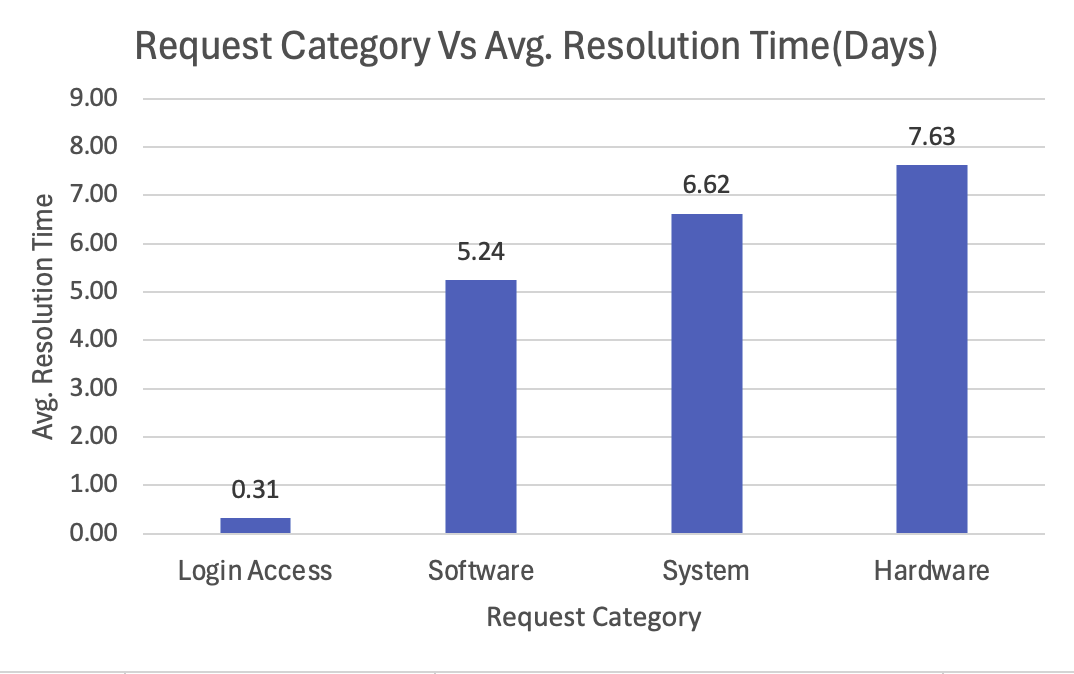 Request Category Vs Avg. Resolution Time(Days)
Avg. Resolution Time
9.00
8.00
7.00
6.00
5.00
4.00
3.00
2.00
1.00
0.00
0.31
5.24
6.62
7.63
Login Access
Software
System
Hardware
Request Category